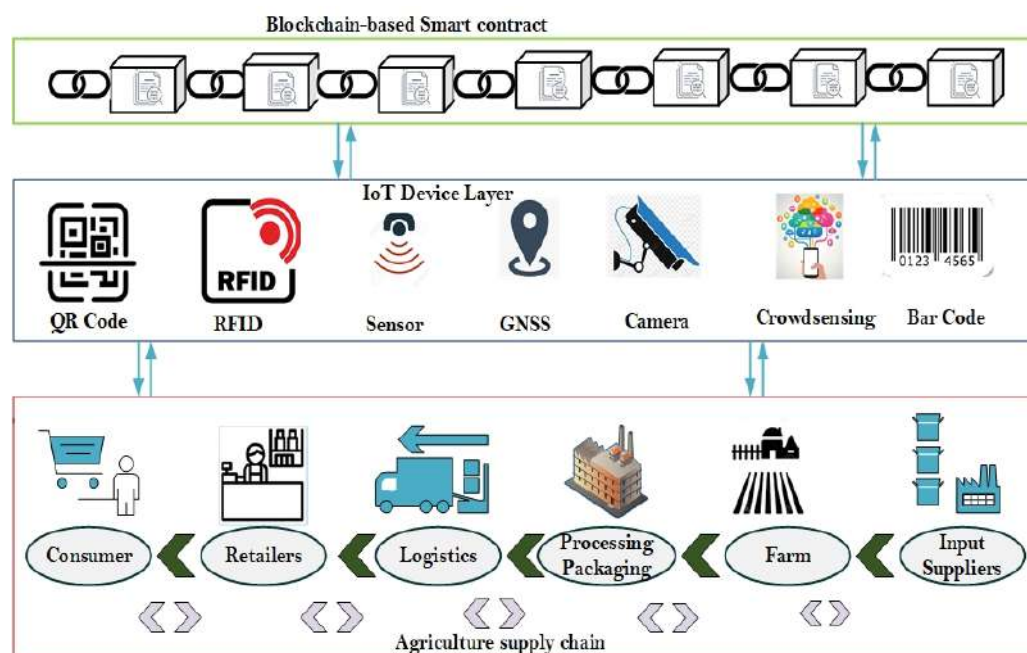 Blockchain-based Smart contract
IoT Device Layer
RFID
0123 4565
QR Code
RFID
Sensor
GNSS
Camera
Crowdsensing
Bar Code
Consumer
Retailers
Logistics
Processing
Packaging
Farm
Input
Suppliers
Agriculture supply chain